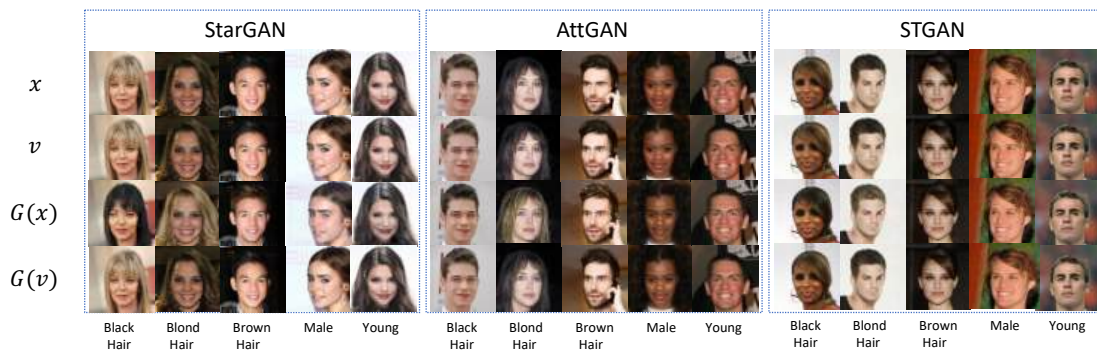 StarGAN AttGAN STGAN
x
v
G(x)
G(v)
Black Hair Blond Hair Brown Hair Male Young Black Hair Blond Hair Brown Hair Male Young Black Hair Blond Hair Brown Hair Male Young